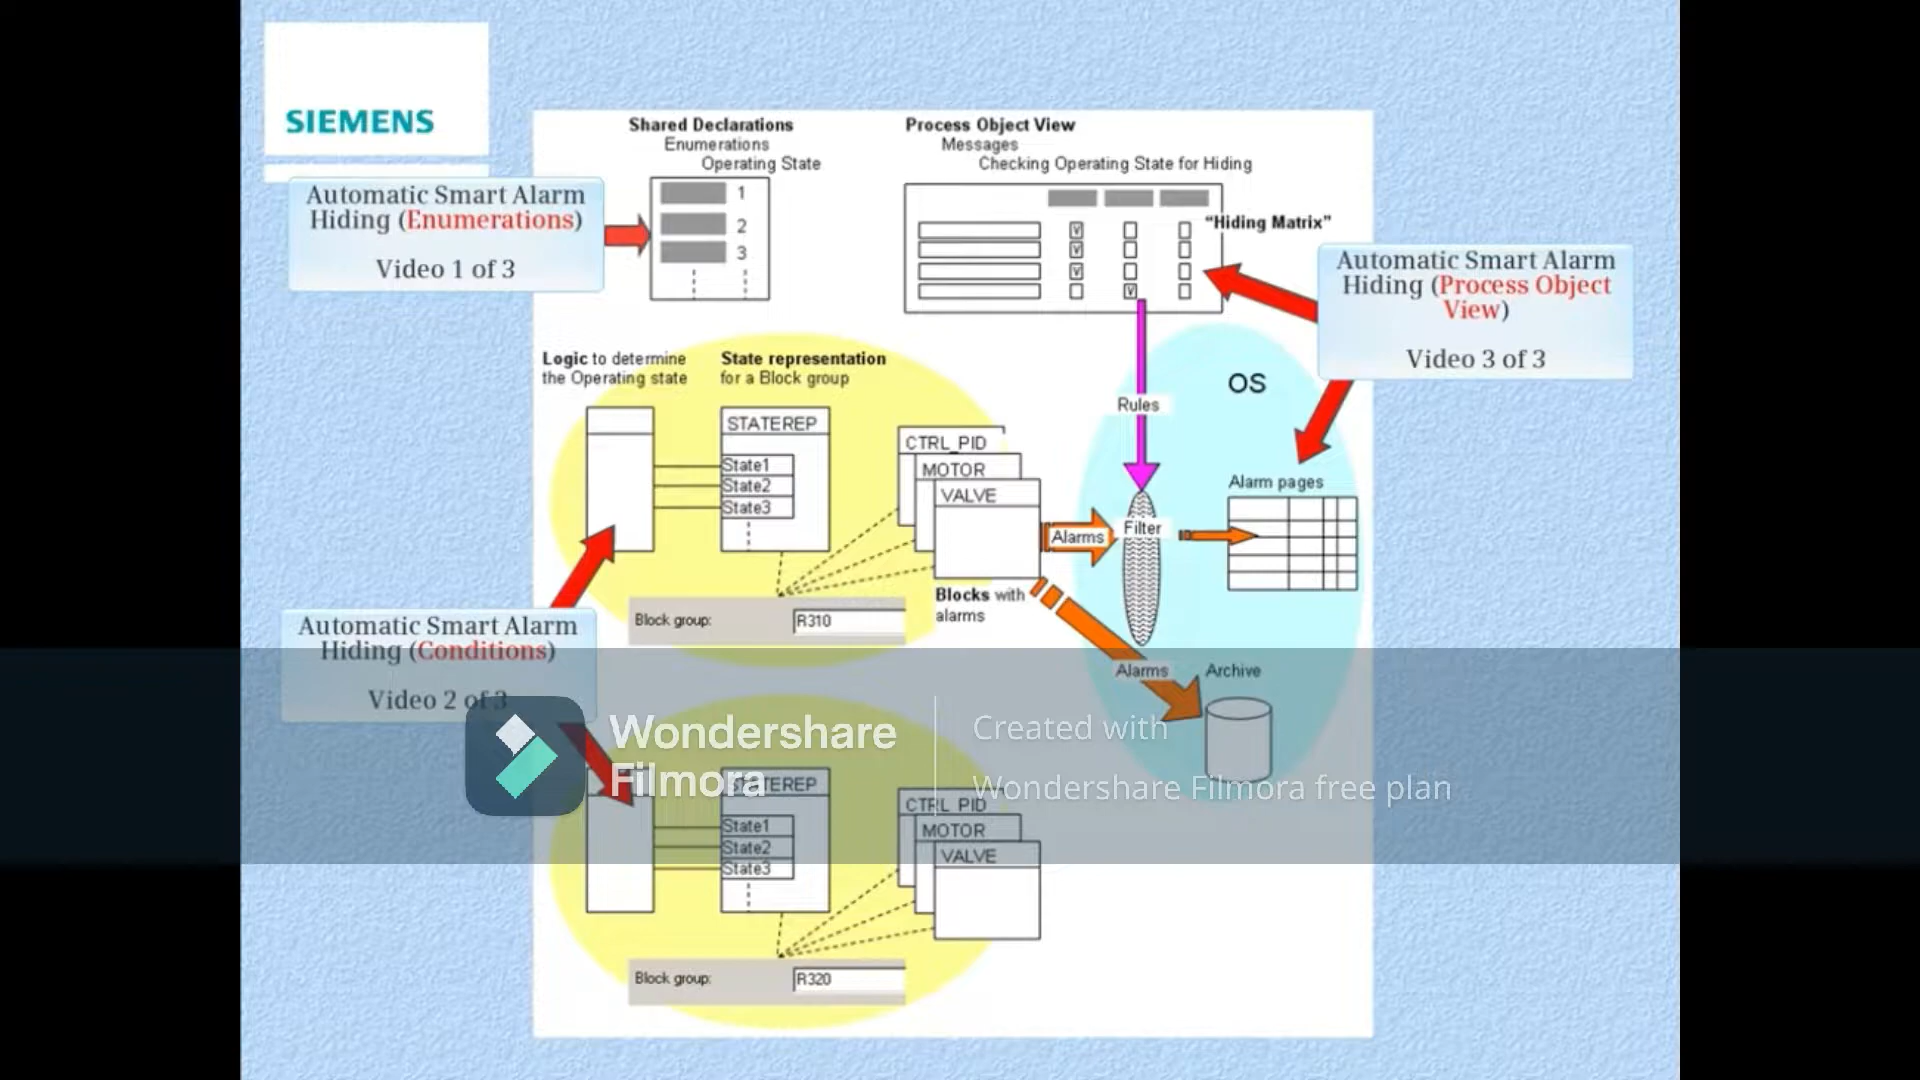 SIEMENS
Shared Declarations
Enumerations
Operating State
1
2
3
Process Object View
Messages
Checking Operating State for Hiding
"Hiding Matrix"
Automatic Smart Alarm
Hiding (Enumerations)
Video 1 of 3
Automatic Smart Alarm
Hiding (Process Object
View)
Video 3 of 3
Logic to determine
the Operating state
State representation
for a Block group
STATEREP
State1
State2
State3
CTRL_PID
MOTOR
VALVE
Rules
OS
Alarms
Filter
Alarm pages
Blocks with
alarms
Block group:
R310
Automatic Smart Alarm
Hiding (Conditions)
Video 2 of 3
Alarms
Archive
Wondershare
Filmora
Created with
Wondershare Filmora free plan
STATEREP
State1
State2
State3
CTRL_PID
MOTOR
VALVE
Block group:
R320